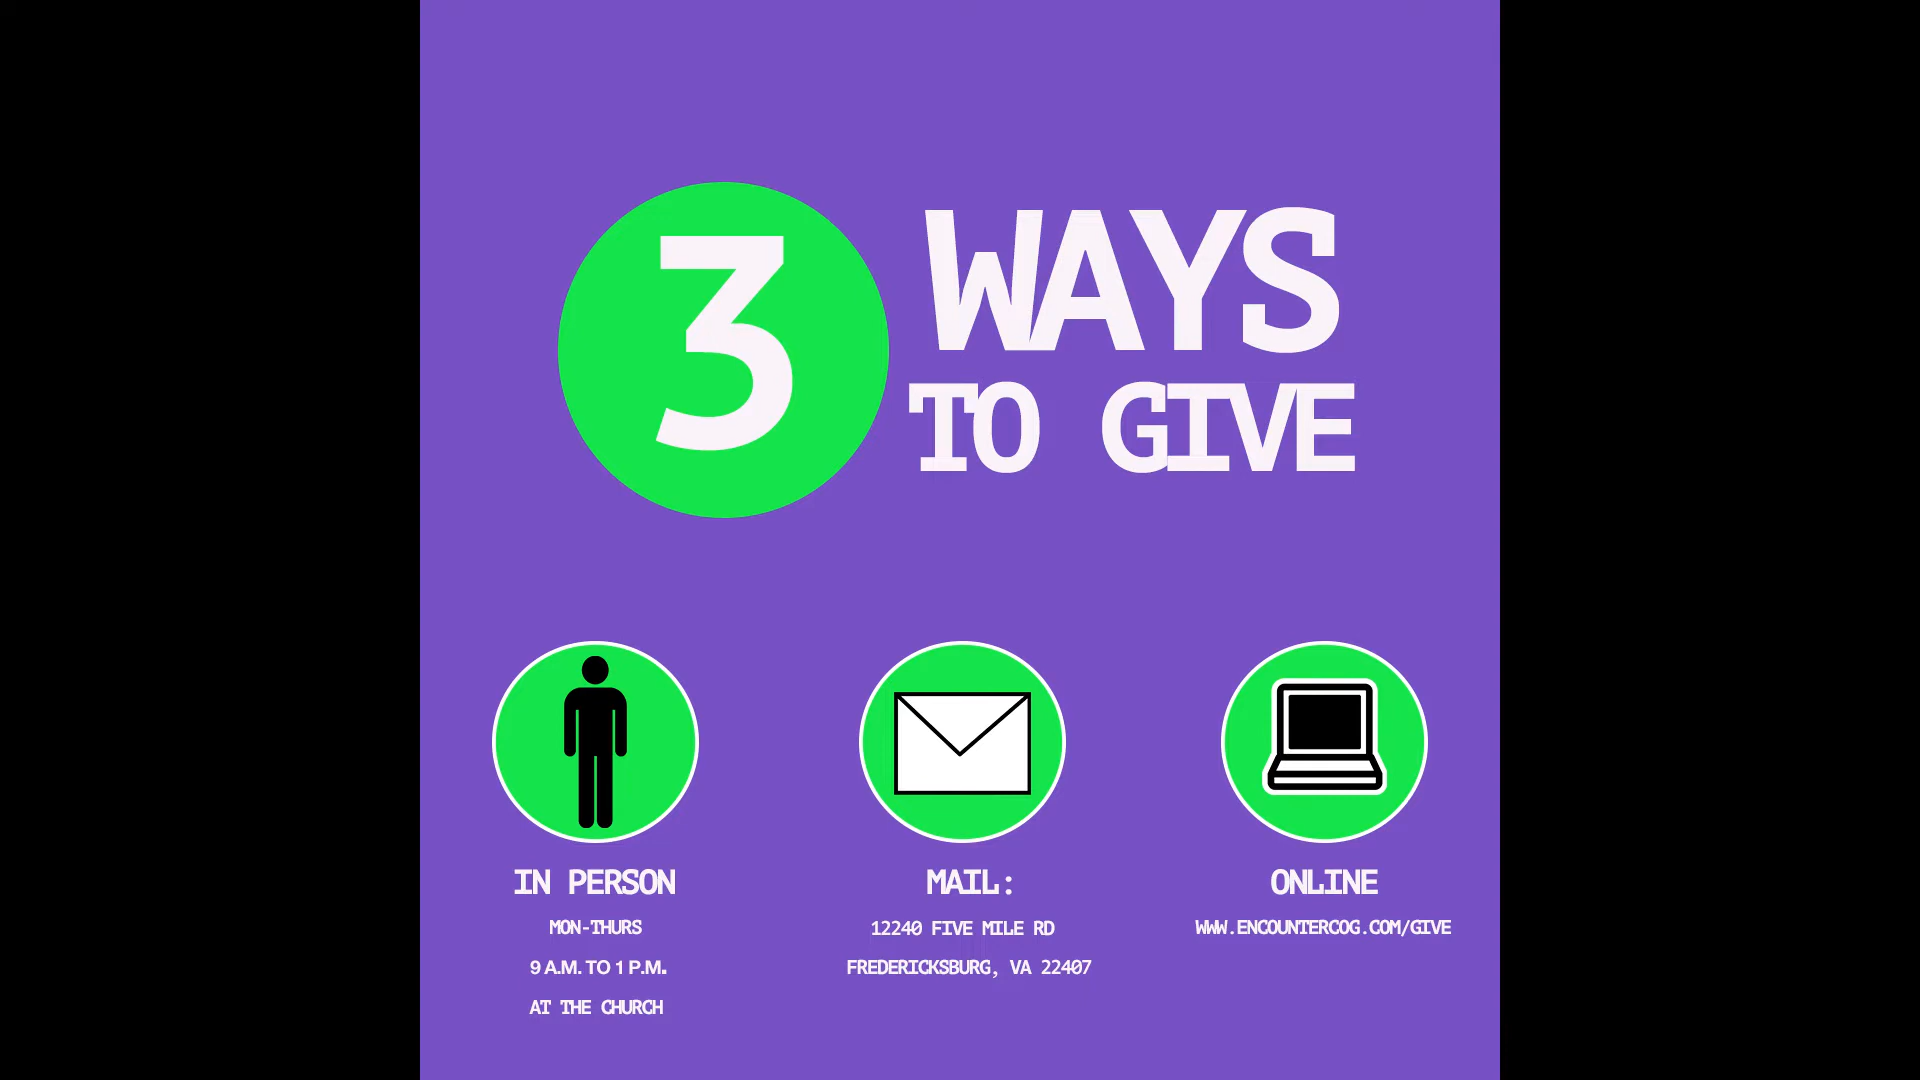 3 WAYS
TO GIVE
IN PERSON
MON-THURS
9 A.M. TO 1 P.M.
AT THE CHURCH
MAIL:
12240 FIVE MILE RD
FREDERICKSBURG, VA 22407
ONLINE
WWW.ENCOUNTERCOG.COM/GIVE